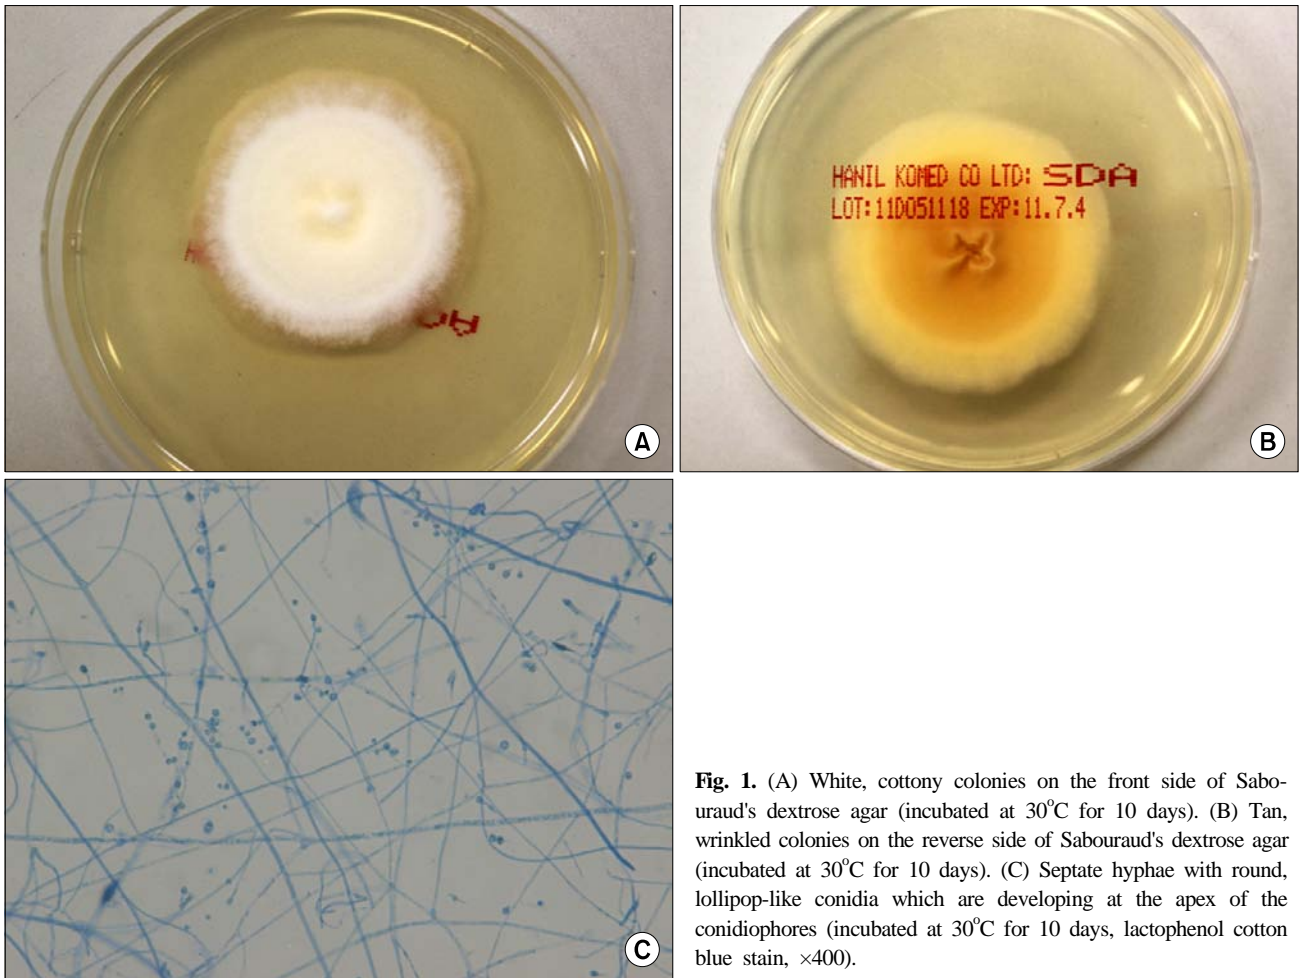 A
HANIL KOMED CO LTD: SDA
LOT:11D051118 EXP:11.7.4
B
C
Fig. 1. (A) White, cottony colonies on the front side of Sabo-
uraud's dextrose agar (incubated at 30°C for 10 days). (B) Tan,
wrinkled colonies on the reverse side of Sabouraud's dextrose agar
(incubated at 30°C for 10 days). (C) Septate hyphae with round,
lollipop-like conidia which are developing at the apex of the
conidiophores (incubated at 30°C for 10 days, lactophenol cotton
blue stain, ×400).